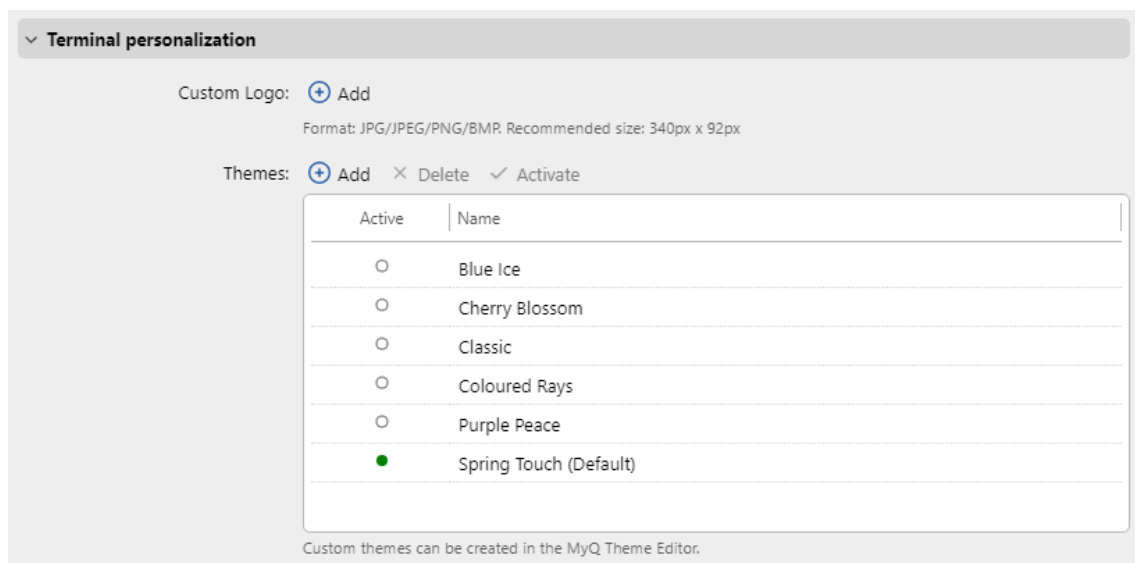 Terminal personalization
Custom Logo: Add
Format: JPG/JPEG/PNG/BMP. Recommended size: 340px x 92px
Themes: Add Delete Activate
Active Name
Blue Ice
Cherry Blossom
Classic
Coloured Rays
Purple Peace
Spring Touch (Default)
Custom themes can be created in the MyQ Theme Editor.